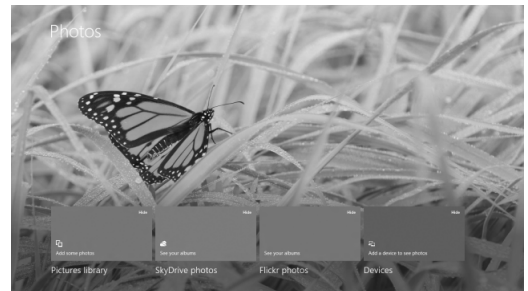 Photos
Hide
Hide
Hide
Hide
Add some photos
See your albums
See your albums
Add a device to see photos
Pictures library
SkyDrive photos
Flickr photos
Devices